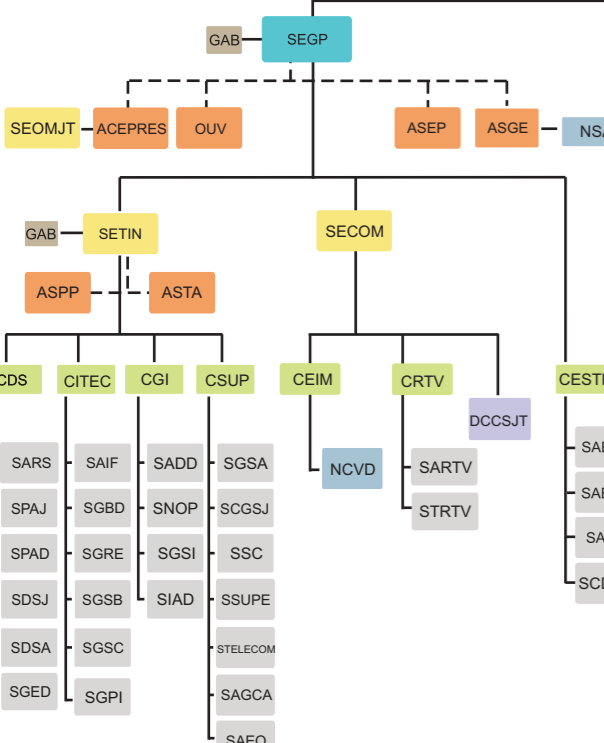 GAB
SEGP
SEOMJT
ACEPRES
OUV
ASEP
ASGE
GAB
SETIN
SECOM
ASPP
ASTA
CITEC
CGI
CSUP
CEIM
CRTV
DCCSJT
SARS
SAIF
SADD
SGSA
NCVD
SARTV
SPAJ
SGBD
SNOP
SCGSJ
STRTV
SPAD
SGRE
SGSI
SSC
SDSJ
SGSB
SIAD
SSUPE
SDSA
SGSC
STELECOM
SGED
SGPI
SAGCA